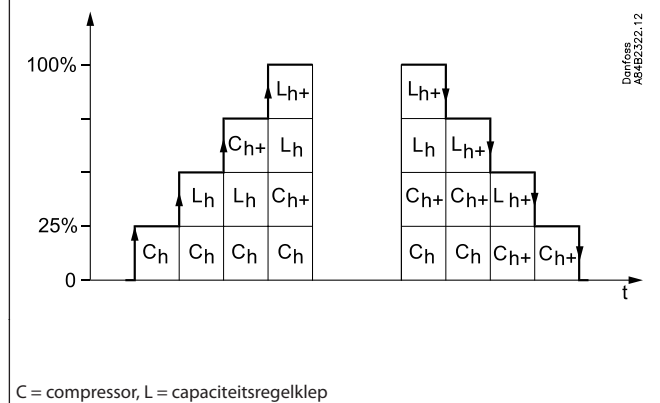 Danfoss
A84B2322.12
100%
Lh+ Lh+
Ch+ Lh Lh Lh+
Lh Lh Ch+ Ch+ Ch+ Lh+
25%
Ch Ch Ch Ch Ch Ch Ch+ Ch+
0
t
C = compressor, L = capaciteitsregelklep